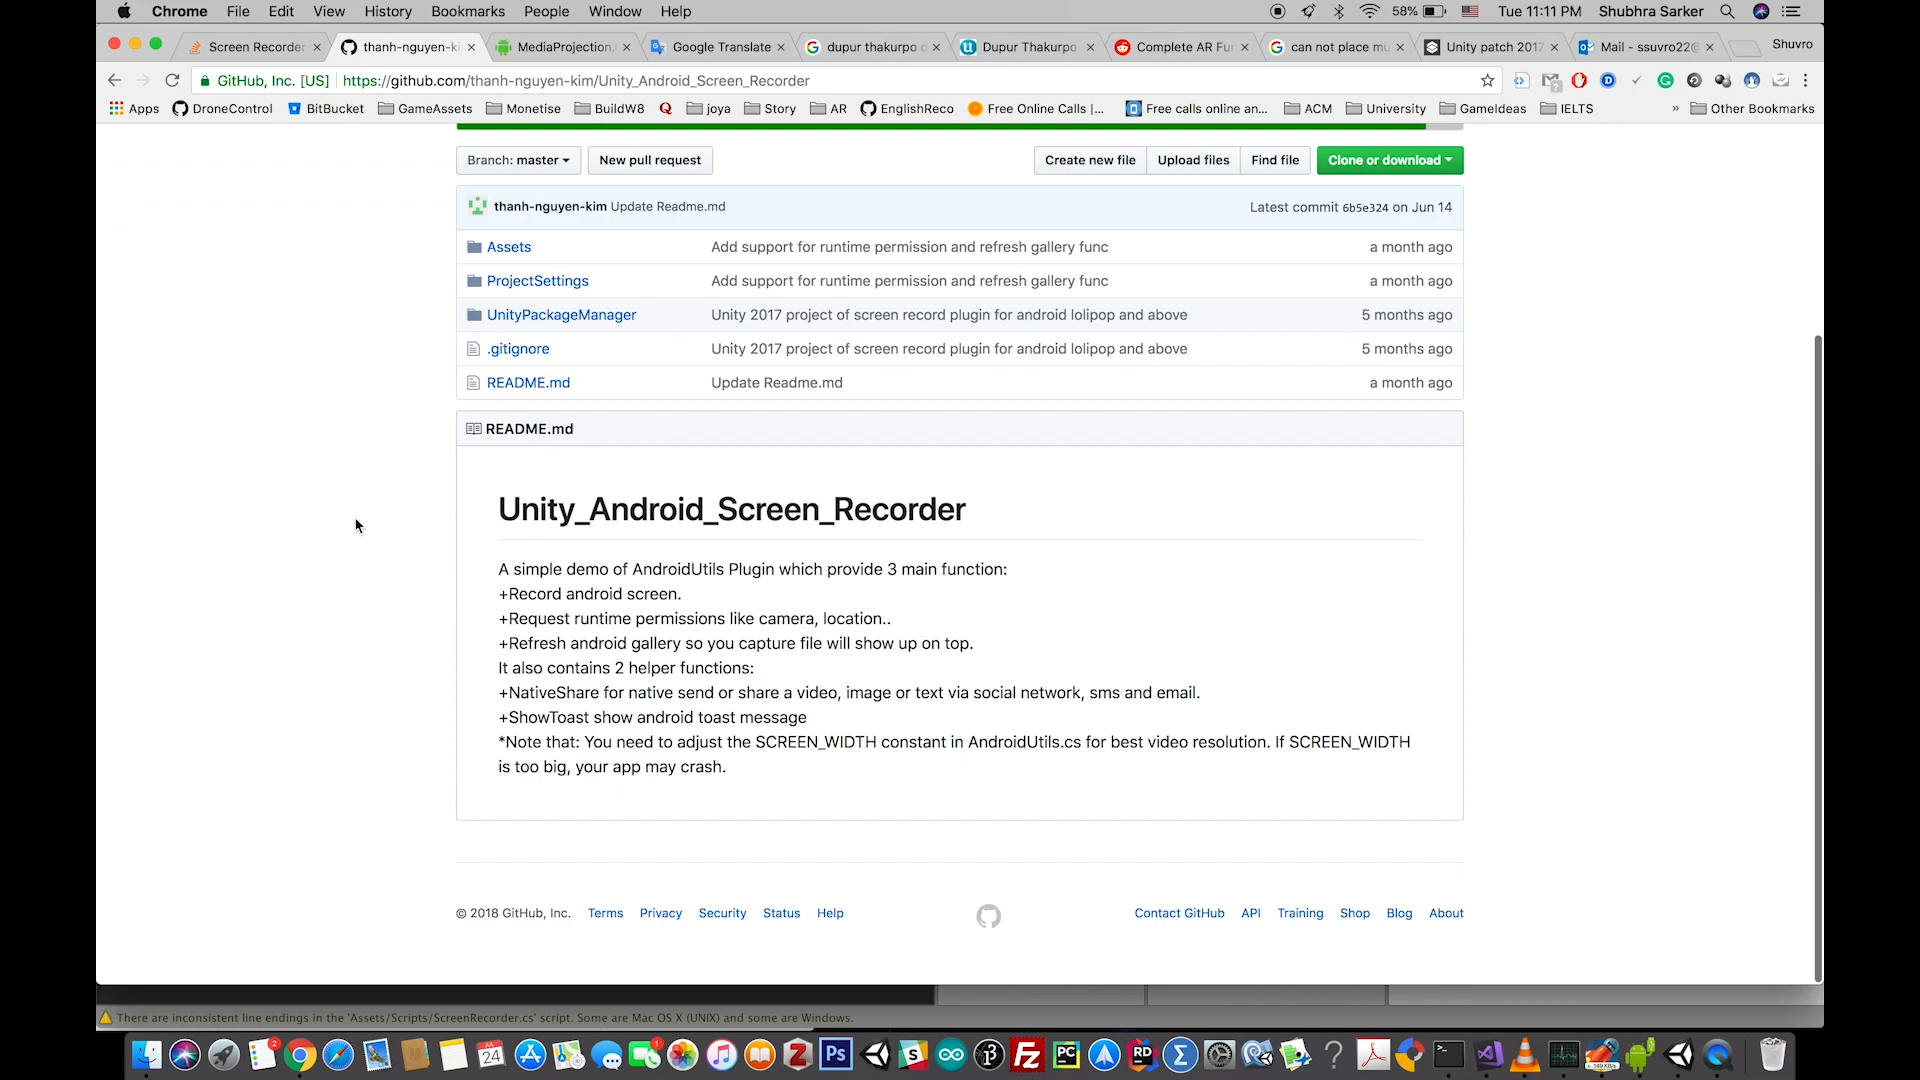 Chrome File Edit View History Bookmarks People Window Help 58% Tue 11:11 PM Shubhra Sarker
Screen Recorder thanh-nguyen-ki MediaProjection Google Translate dupur thakurpo Dupur Thakurpo Complete AR Fu can not place mu Unity patch 2017 Mail - ssuvro22@ Shuvro
GitHub, Inc. [US] https://github.com/thanh-nguyen-kim/Unity_Android_Screen_Recorder
Apps DroneControl BitBucket GameAssets Monetise BuildW8 joya Story AR EnglishReco Free Online Calls |... Free calls online an... ACM University GameIdeas IELTS » Other Bookmarks
Branch: master New pull request Create new file Upload files Find file Clone or download
thanh-nguyen-kim Update Readme.md Latest commit 6b5e324 on Jun 14
Assets Add support for runtime permission and refresh gallery func a month ago
ProjectSettings Add support for runtime permission and refresh gallery func a month ago
UnityPackageManager Unity 2017 project of screen record plugin for android lolipop and above 5 months ago
.gitignore Unity 2017 project of screen record plugin for android lolipop and above 5 months ago
README.md Update Readme.md a month ago
README.md
Unity_Android_Screen_Recorder
A simple demo of AndroidUtils Plugin which provide 3 main function:
+Record android screen.
+Request runtime permissions like camera, location..
+Refresh android gallery so you capture file will show up on top.
It also contains 2 helper functions:
+NativeShare for native send or share a video, image or text via social network, sms and email.
+ShowToast show android toast message
*Note that: You need to adjust the SCREEN_WIDTH constant in AndroidUtils.cs for best video resolution. If SCREEN_WIDTH
is too big, your app may crash.
© 2018 GitHub, Inc. Terms Privacy Security Status Help Contact GitHub API Training Shop Blog About
There are inconsistent line endings in the 'Assets/Scripts/ScreenRecorder.cs' script. Some are Mac OS X (UNIX) and some are Windows.
2 JUL 24 1 Ps FZ PC RD